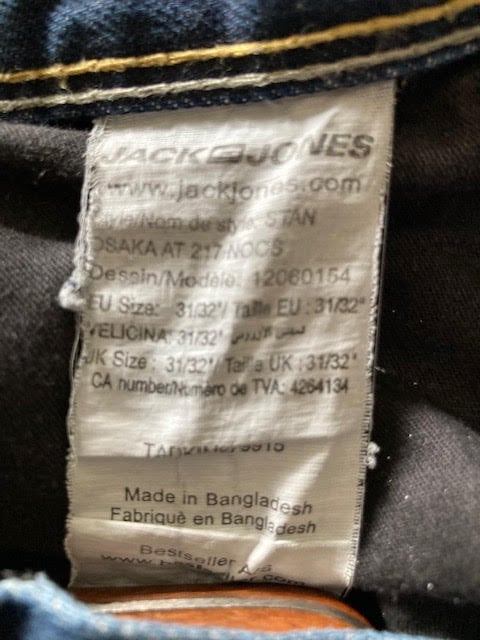 JACK JONES
www.jackjones.com
Style/Nom de style STAN
OSAKA AT 217 NOOS
Dessin/Modèle: 12060154
EU Size: 31/32"/ Taille EU : 31/32"
VELICINA: 31/32"
UK Size : 31/32"/ Taille UK : 31/32"
CA number/Numero de TVA: 4264134
Made in Bangladesh
Fabriquè en Bangladesh
Bestseller A/S